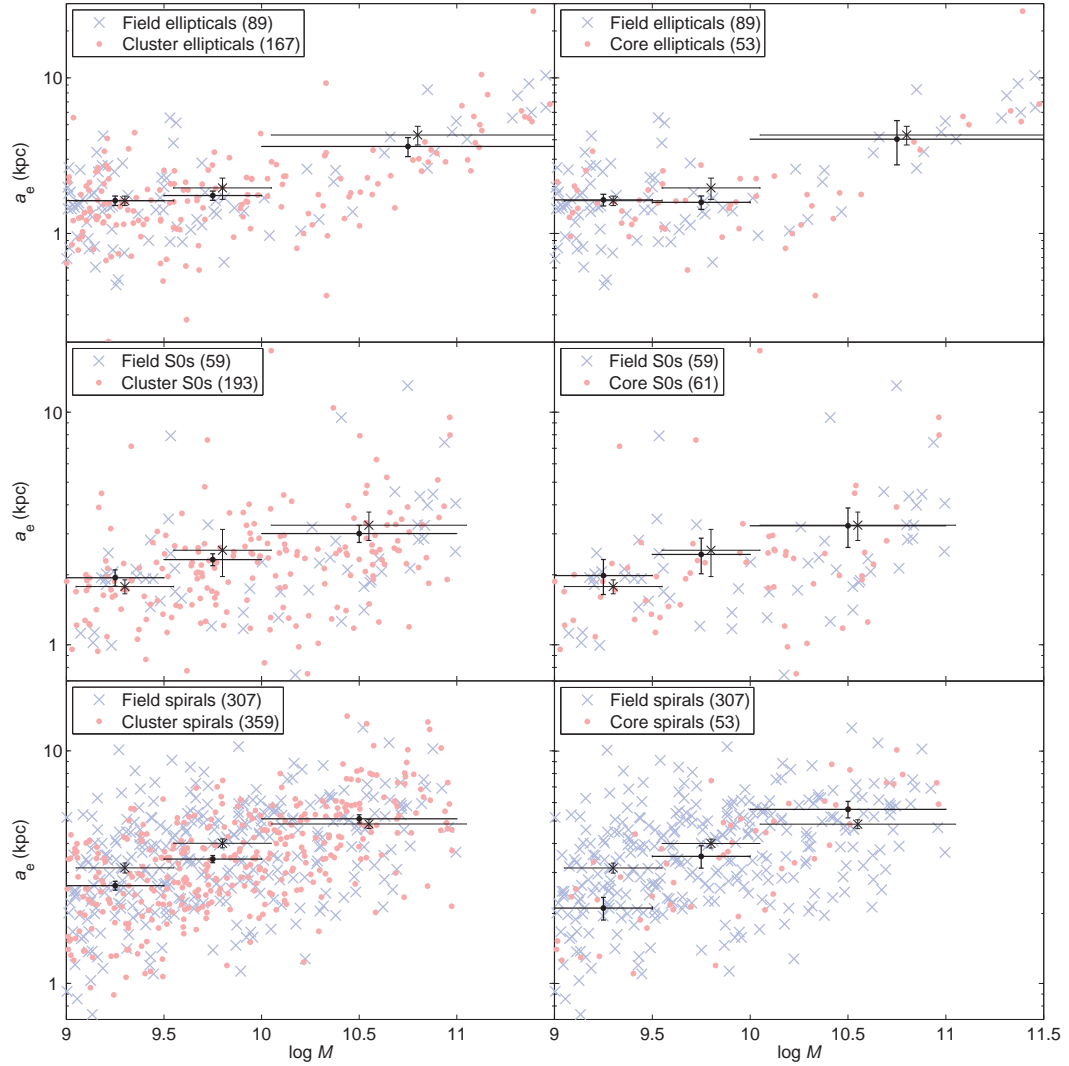 Field ellipticals (89)
Cluster ellipticals (167)
Field ellipticals (89)
Core ellipticals (53)
10
1
a_e (kpc)
Field S0s (59)
Cluster S0s (193)
Field S0s (59)
Core S0s (61)
10
1
a_e (kpc)
Field spirals (307)
Cluster spirals (359)
Field spirals (307)
Core spirals (53)
10
1
a_e (kpc)
9 9.5 10 10.5 11 9 9.5 10 10.5 11 11.5
log M log M